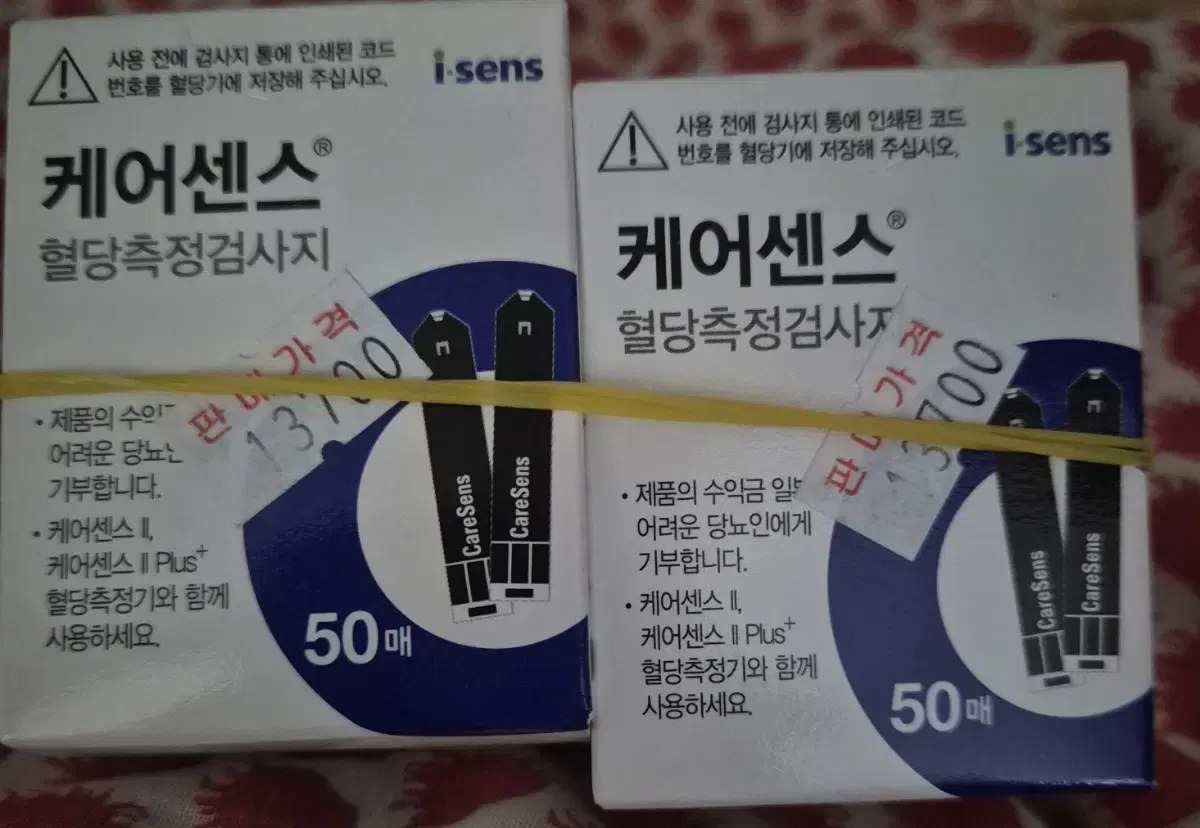 사용 전에 검사지 통에 인쇄된 코드
번호를 혈당기에 저장해 주십시오.
i·sens
케어센스®
혈당측정검사지
판매가격
13700
• 제품의 수익
어려운 당뇨
기부합니다.
• 케어센스 II,
케어센스 II Plus+
혈당측정기와 함께
사용하세요.
CareSens
CareSens
50매
사용 전에 검사지 통에 인쇄된 코드
번호를 혈당기에 저장해 주십시오.
i·sens
케어센스®
혈당측정검사지
판매가격
13700
• 제품의 수익금 일부
어려운 당뇨인에게
기부합니다.
• 케어센스 II,
케어센스 II Plus+
혈당측정기와 함께
사용하세요.
CareSens
CareSens
50매